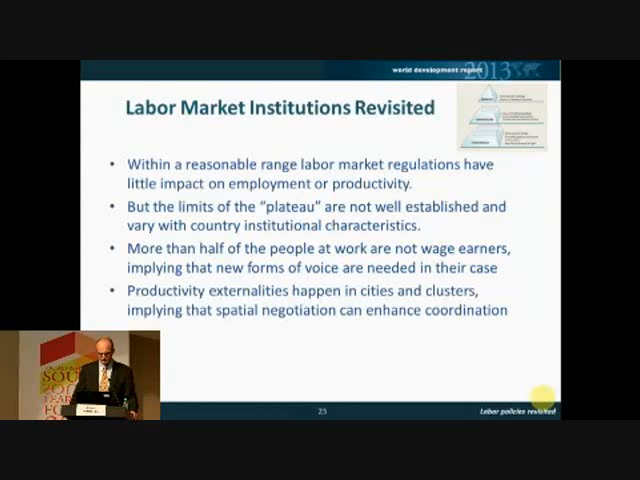 world development report 2013
Labor Market Institutions Revisited
• Within a reasonable range labor market regulations have
little impact on employment or productivity.
• But the limits of the "plateau" are not well established and
vary with country institutional characteristics.
• More than half of the people at work are not wage earners,
implying that new forms of voice are needed in their case
• Productivity externalities happen in cities and clusters,
implying that spatial negotiation can enhance coordination
SOU
LEAR
FO
23
Labor policies revisited